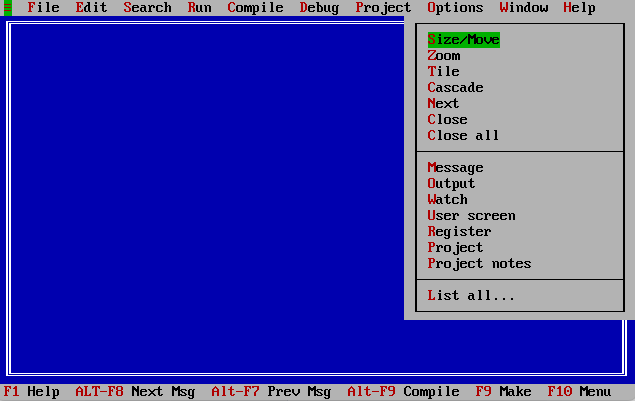 ≡ File Edit Search Run Compile Debug Project Options Window Help
Size/Move
Zoom
Tile
Cascade
Next
Close
Close all
Message
Output
Watch
User screen
Register
Project
Project notes
List all...
F1 Help ALT-F8 Next Msg Alt-F7 Prev Msg Alt-F9 Compile F9 Make F10 Menu